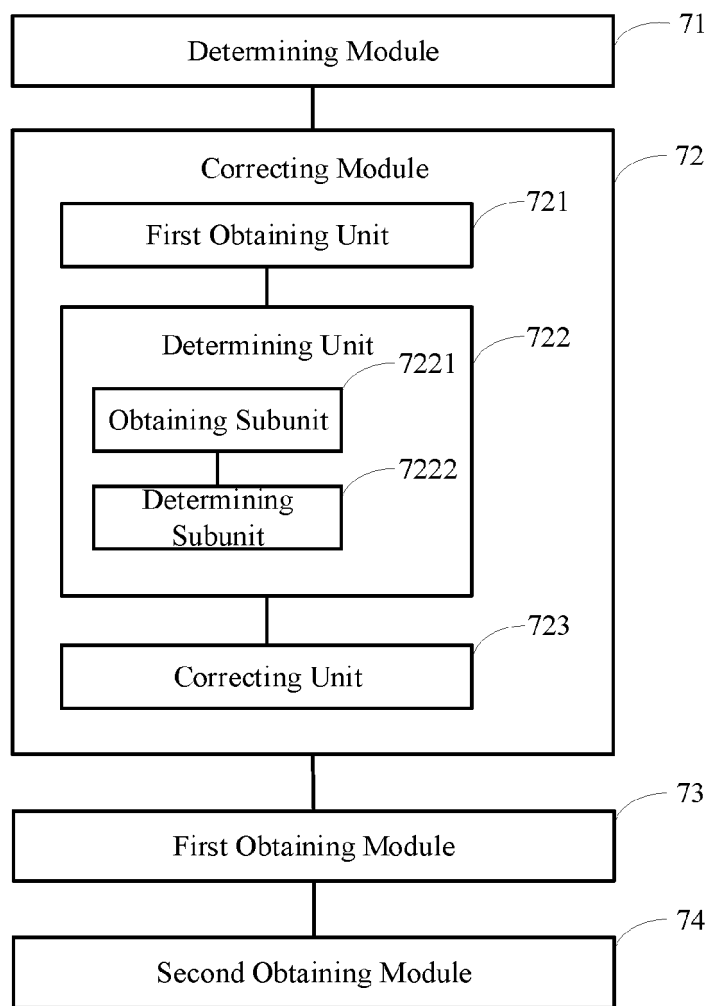 71
Determining Module
72
Correcting Module
721
First Obtaining Unit
722
Determining Unit
7221
Obtaining Subunit
7222
Determining
Subunit
723
Correcting Unit
73
First Obtaining Module
74
Second Obtaining Module